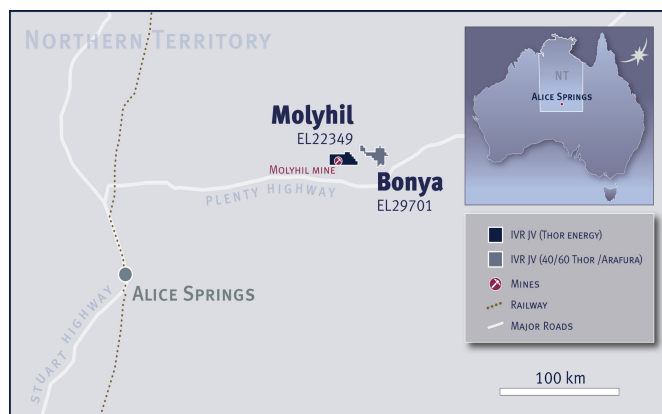 Northern Territory
NT
Alice Springs
Molyhil
EL22349
Molyhil mine
Bonya
EL29701
Plenty Highway
Alice Springs
Stuart Highway
IVR JV (Thor energy)
IVR JV (40/60 Thor /Arafura)
Mines
Railway
Major Roads
100 km